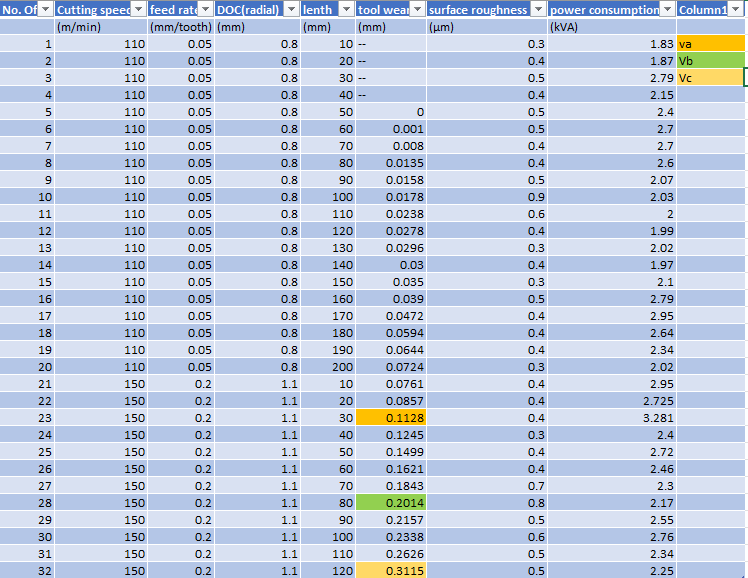 No. Of Cutting speed feed rate DOC(radial) lenth tool wear surface roughness power consumption Column1
(m/min) (mm/tooth) (mm) (mm) (mm) (μm) (kVA)
1 110 0.05 0.8 10 -- 0.3 1.83 va
2 110 0.05 0.8 20 -- 0.4 1.87 Vb
3 110 0.05 0.8 30 -- 0.5 2.79 Vc
4 110 0.05 0.8 40 -- 0.4 2.15
5 110 0.05 0.8 50 0 0.5 2.4
6 110 0.05 0.8 60 0.001 0.5 2.7
7 110 0.05 0.8 70 0.008 0.4 2.7
8 110 0.05 0.8 80 0.0135 0.4 2.6
9 110 0.05 0.8 90 0.0158 0.5 2.07
10 110 0.05 0.8 100 0.0178 0.9 2.03
11 110 0.05 0.8 110 0.0238 0.6 2
12 110 0.05 0.8 120 0.0278 0.4 1.99
13 110 0.05 0.8 130 0.0296 0.3 2.02
14 110 0.05 0.8 140 0.03 0.4 1.97
15 110 0.05 0.8 150 0.035 0.3 2.1
16 110 0.05 0.8 160 0.039 0.5 2.79
17 110 0.05 0.8 170 0.0472 0.4 2.95
18 110 0.05 0.8 180 0.0594 0.4 2.64
19 110 0.05 0.8 190 0.0644 0.4 2.34
20 110 0.05 0.8 200 0.0724 0.3 2.02
21 150 0.2 1.1 10 0.0761 0.4 2.95
22 150 0.2 1.1 20 0.0857 0.4 2.725
23 150 0.2 1.1 30 0.1128 0.4 3.281
24 150 0.2 1.1 40 0.1245 0.3 2.4
25 150 0.2 1.1 50 0.1499 0.4 2.72
26 150 0.2 1.1 60 0.1621 0.4 2.46
27 150 0.2 1.1 70 0.1843 0.7 2.3
28 150 0.2 1.1 80 0.2014 0.8 2.17
29 150 0.2 1.1 90 0.2157 0.5 2.55
30 150 0.2 1.1 100 0.2338 0.6 2.76
31 150 0.2 1.1 110 0.2626 0.5 2.34
32 150 0.2 1.1 120 0.3115 0.5 2.25